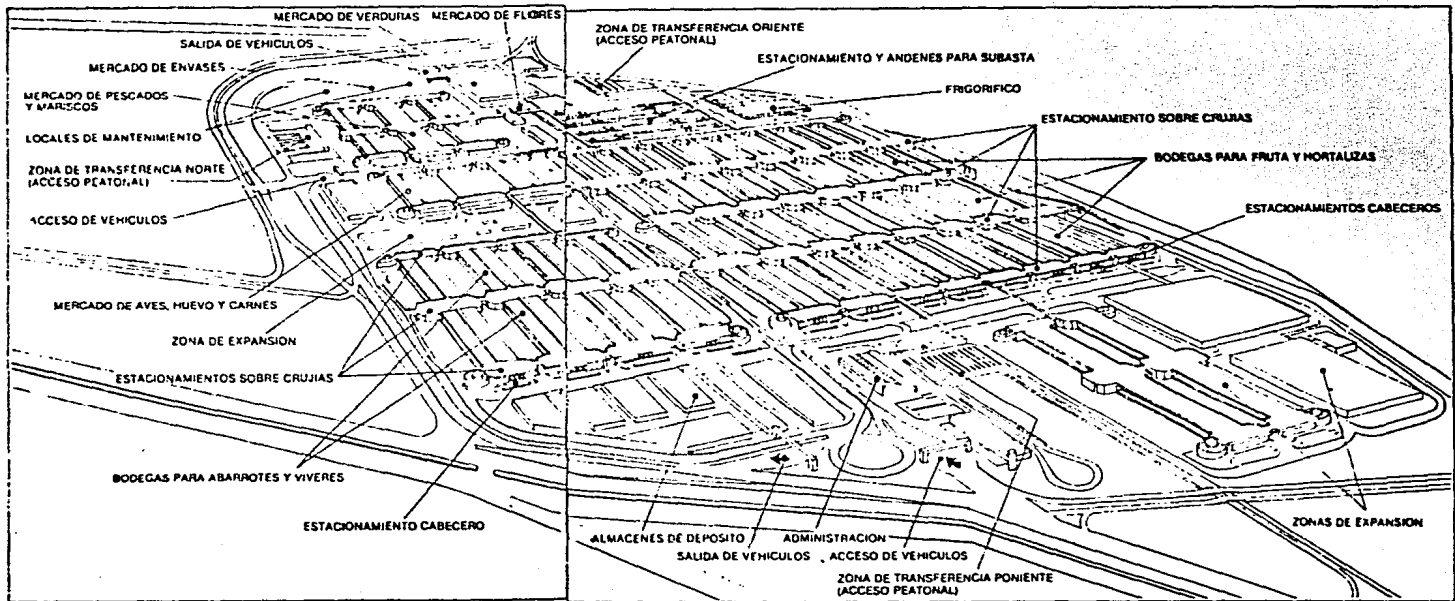 MERCADO DE VERDURAS
MERCADO DE FLORES
SALIDA DE VEHICULOS
MERCADO DE ENVASES
MERCADO DE PESCADOS
Y MARISCOS
LOCALES DE MANTENIMIENTO
ZONA DE TRANSFERENCIA NORTE
(ACCESO PEATONAL)
ACCESO DE VEHICULOS
MERCADO DE AVES, HUEVO Y CARNES
ZONA DE EXPANSION
ESTACIONAMIENTOS SOBRE CRUJIAS
BODEGAS PARA ABARROTES Y VIVERES
ESTACIONAMIENTO CABECERO
ZONA DE TRANSFERENCIA ORIENTE
(ACCESO PEATONAL)
ESTACIONAMIENTO Y ANDENES PARA SUBASTA
FRIGORIFICO
ESTACIONAMIENTO SOBRE CRUJIAS
BODEGAS PARA FRUTA Y HORTALIZAS
ESTACIONAMIENTOS CABECEROS
ALMACENES DE DEPOSITO
ADMINISTRACION
SALIDA DE VEHICULOS
ACCESO DE VEHICULOS
ZONA DE TRANSFERENCIA PONIENTE
(ACCESO PEATONAL)
ZONAS DE EXPANSION